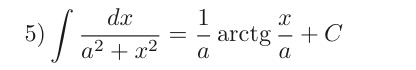 5) ∫ dx / (a² + x²) = 1/a arctg x/a + C